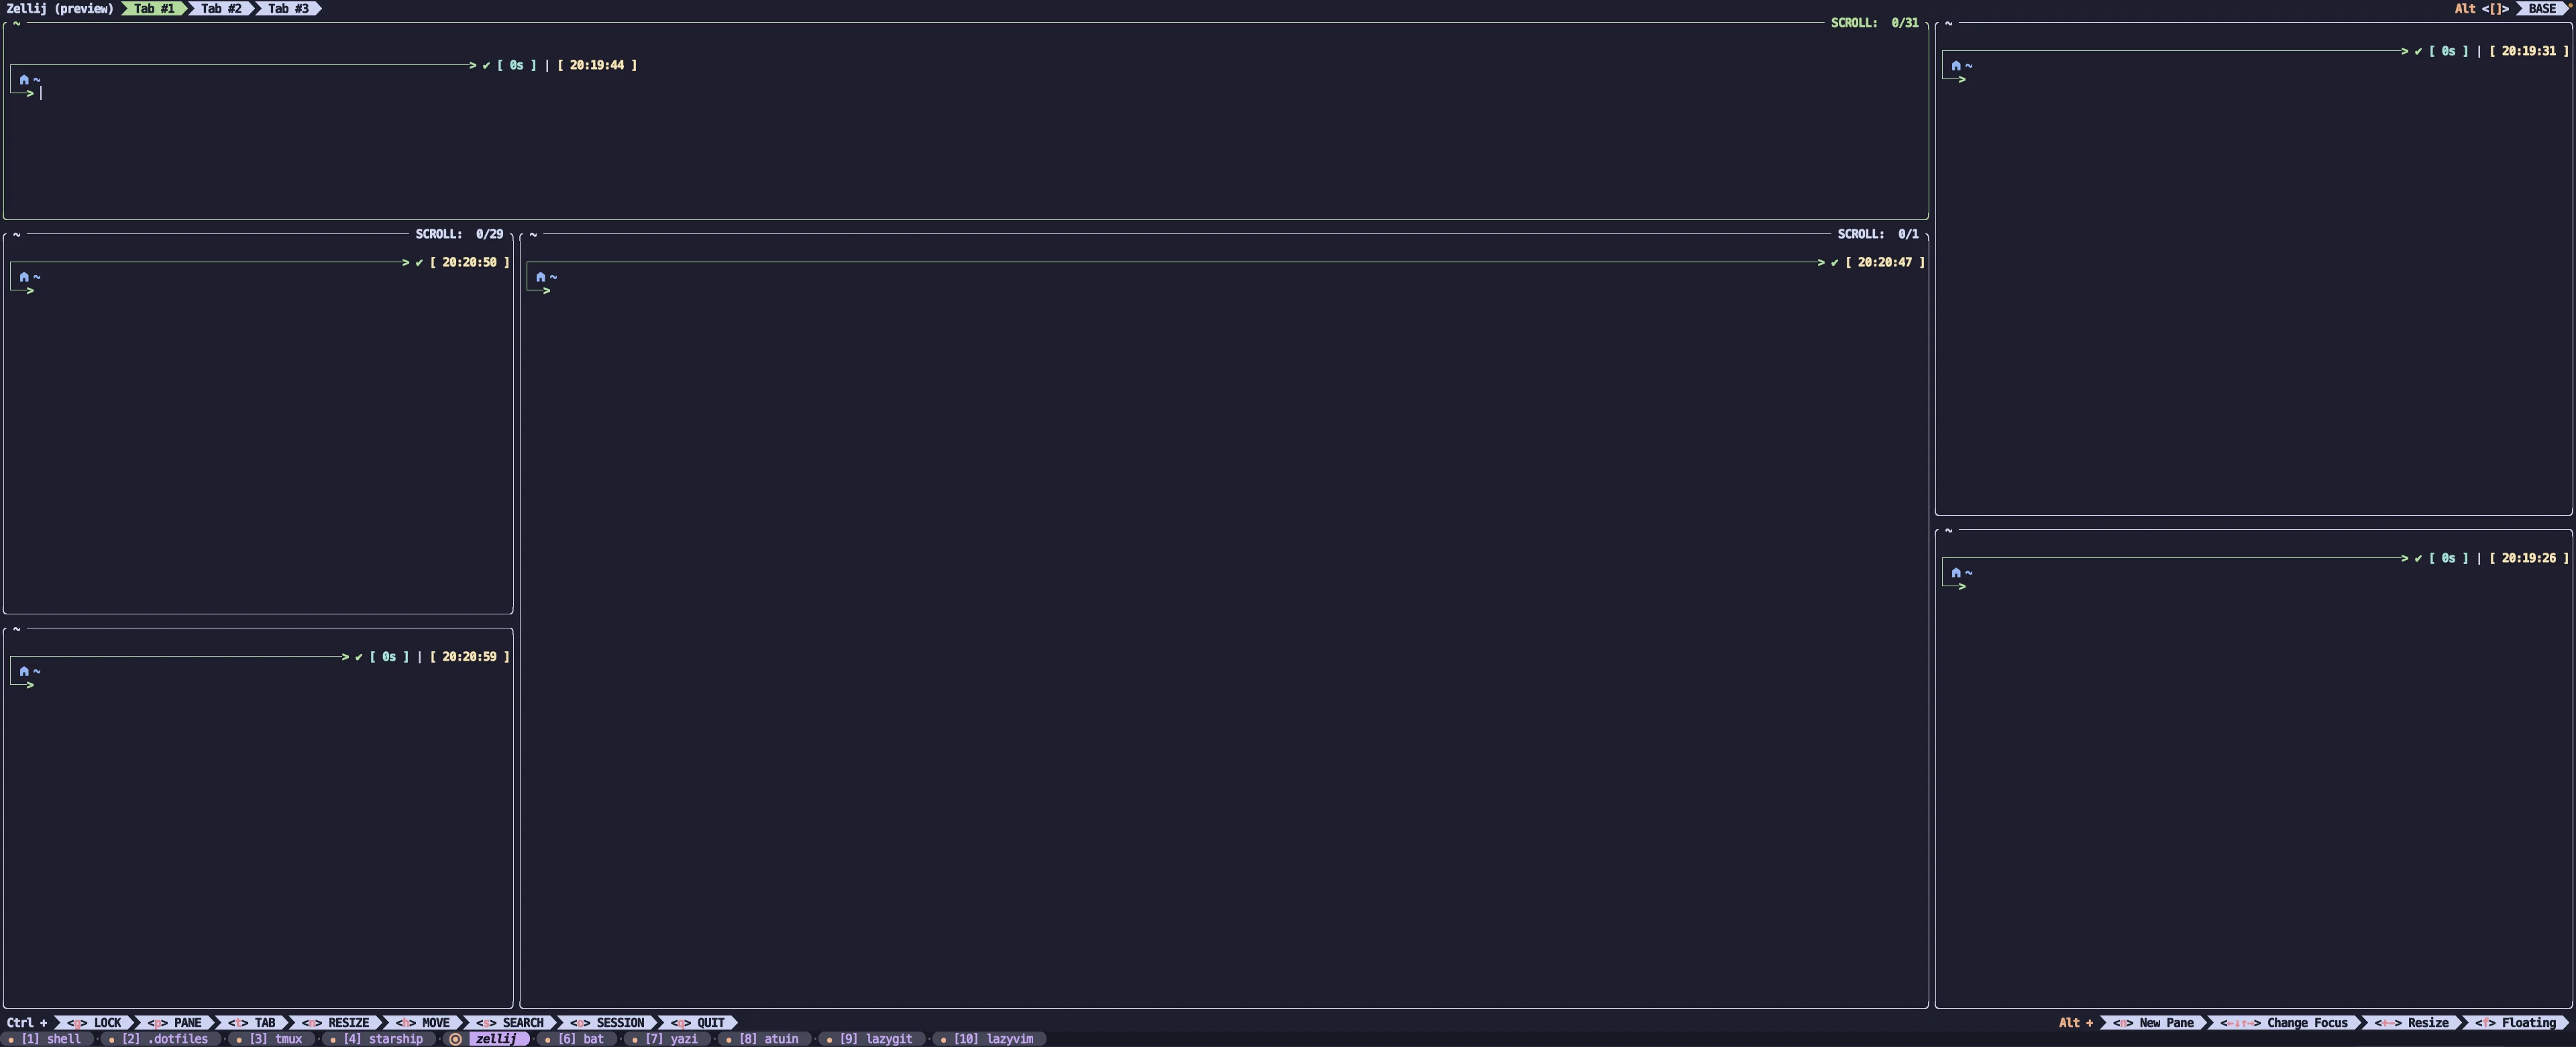 Zellij (preview) Tab #1 Tab #2 Tab #3 Alt <[]> BASE
~ SCROLL: 0/31
> ✔ [ 0s ] | [ 20:19:44 ]
~
>
~
> ✔ [ 0s ] | [ 20:19:31 ]
~
>
~ SCROLL: 0/29
> ✔ [ 20:20:50 ]
~
>
~ SCROLL: 0/1
> ✔ [ 20:20:47 ]
~
>
~
> ✔ [ 0s ] | [ 20:19:26 ]
~
>
~
> ✔ [ 0s ] | [ 20:20:59 ]
~
>
Ctrl + <g> LOCK <p> PANE <t> TAB <n> RESIZE <h> MOVE <s> SEARCH <o> SESSION <q> QUIT Alt + <n> New Pane <←↓↑→> Change Focus <+-> Resize <f> Floating
[1] shell [2] .dotfiles [3] tmux [4] starship zellij [6] bat [7] yazi [8] atuin [9] lazygit [10] lazyvim